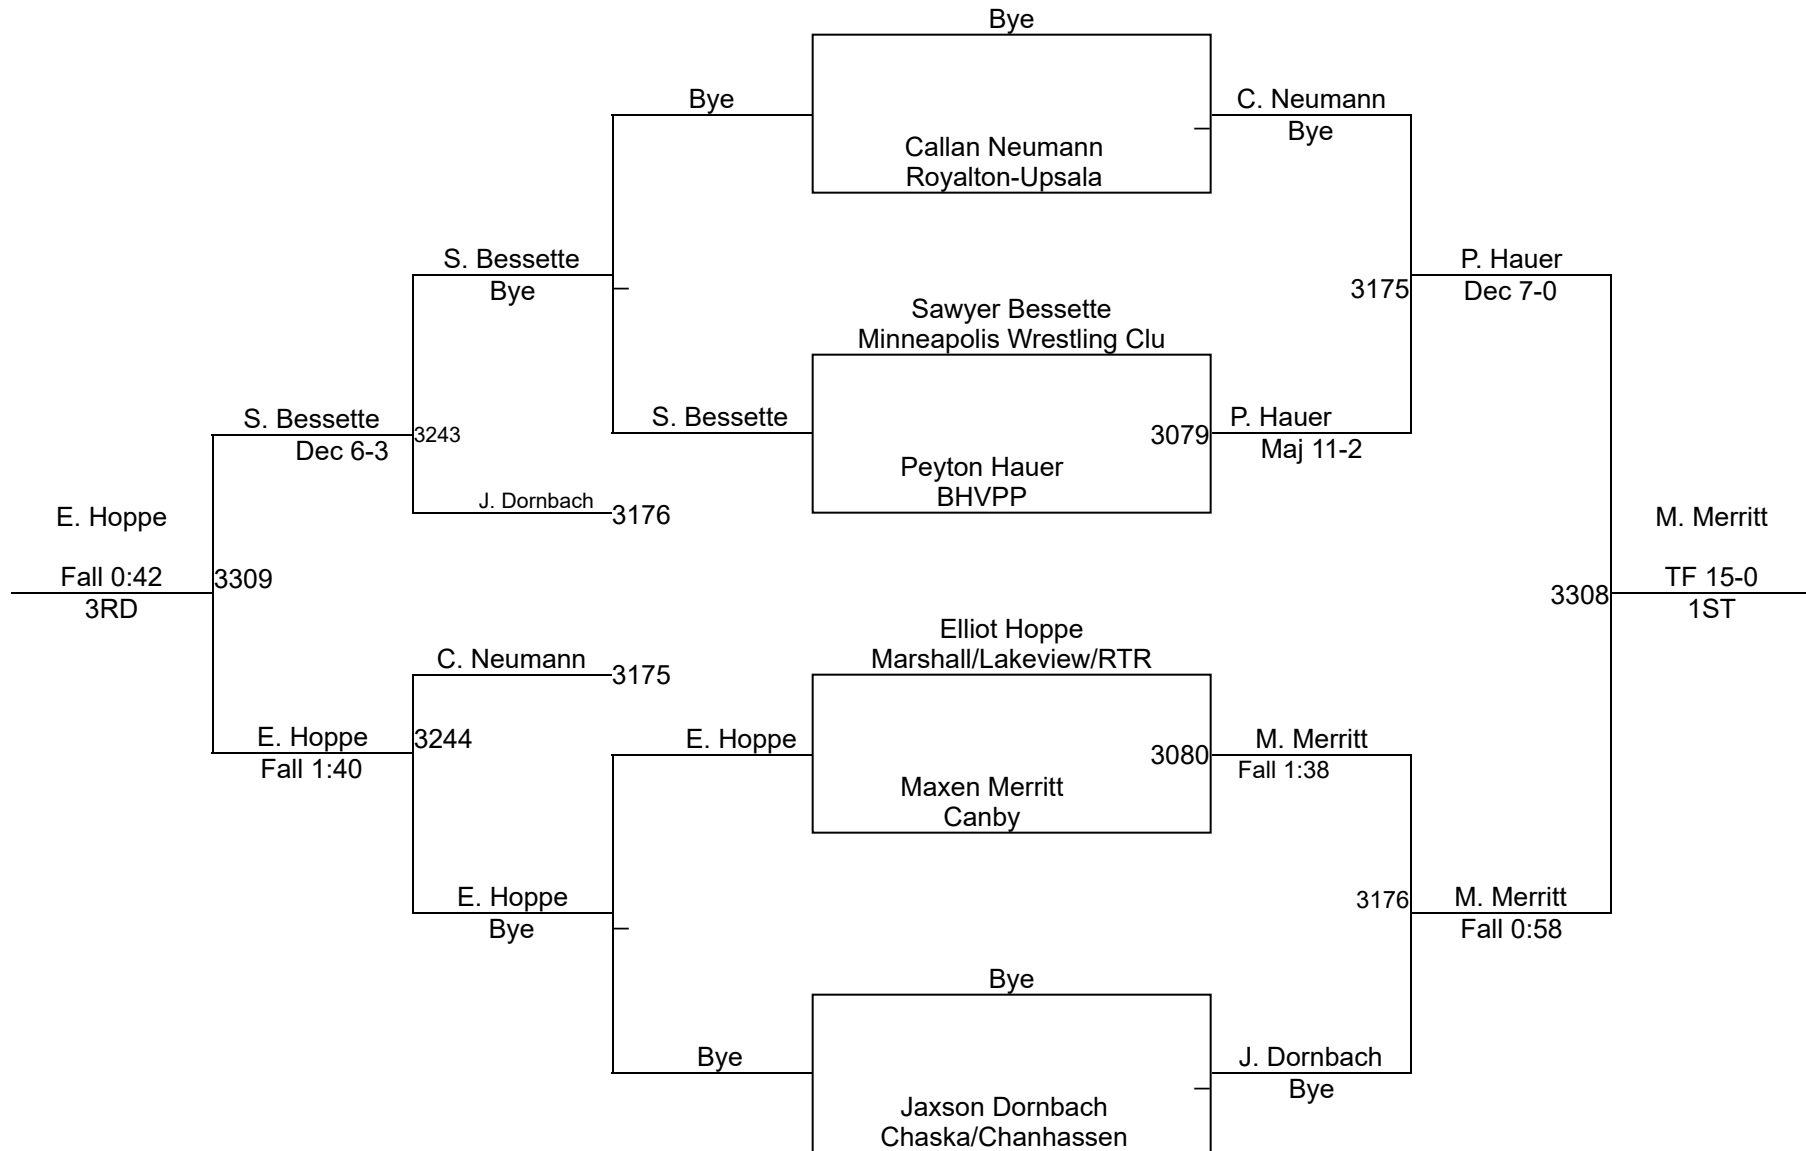 Bye
Bye
C. Neumann
Bye
Callan Neumann
Royalton-Upsala
S. Bessette
Bye
P. Hauer
Dec 7-0
3175
Sawyer Bessette
Minneapolis Wrestling Clu
S. Bessette
Dec 6-3
3243
S. Bessette
3079
P. Hauer
Maj 11-2
Peyton Hauer
BHVPP
J. Dornbach
3176
E. Hoppe
Fall 0:42
3RD
3309
M. Merritt
TF 15-0
1ST
3308
Elliot Hoppe
Marshall/Lakeview/RTR
C. Neumann
3175
E. Hoppe
Fall 1:40
3244
E. Hoppe
3080
M. Merritt
Fall 1:38
Maxen Merritt
Canby
E. Hoppe
Bye
3176
M. Merritt
Fall 0:58
Bye
Bye
J. Dornbach
Bye
Jaxson Dornbach
Chaska/Chanhassen